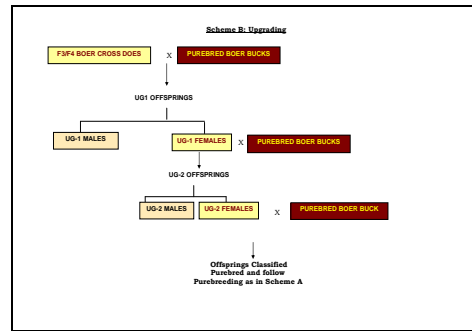 Scheme B: Upgrading
F3/F4 BOER CROSS DOES X PUREBRED BOER BUCKS
UG1 OFFSPRINGS
UG-1 MALES UG-1 FEMALES X PUREBRED BOER BUCKS
UG-2 OFFSPRINGS
UG-2 MALES UG-2 FEMALES X PUREBRED BOER BUCK
Offsprings Classified
Purebred and follow
Purebreeding as in Scheme A